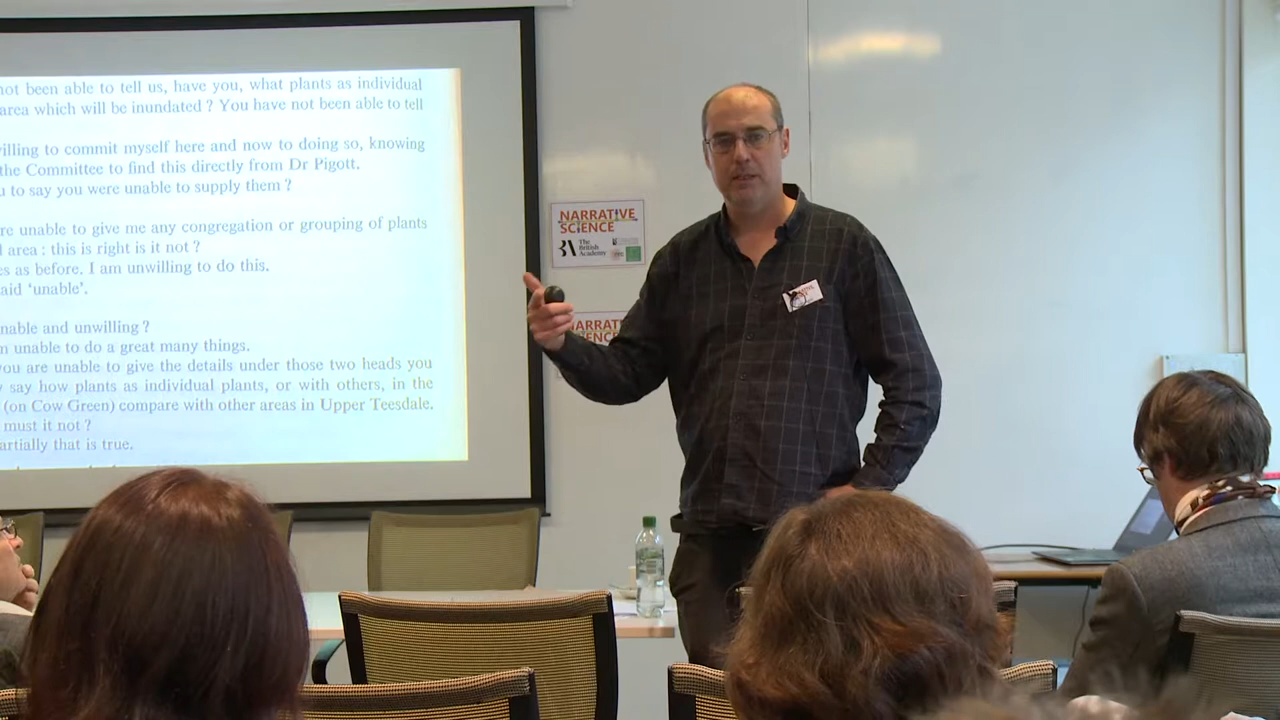 not been able to tell us, have you, what plants as individual
area which will be inundated ? You have not been able to tell
willing to commit myself here and now to doing so, knowing
the Committee to find this directly from Dr Pigott.
u to say you were unable to supply them ?
re unable to give me any congregation or grouping of plants
l area : this is right is it not ?
es as before. I am unwilling to do this.
aid ‘unable’.
nable and unwilling ?
m unable to do a great many things.
you are unable to give the details under those two heads you
y say how plants as individual plants, or with others, in the
(on Cow Green) compare with other areas in Upper Teesdale.
must it not ?
artially that is true.
NARRATIVE
SCIENCE
The
British
Academy
NARRATI
SCIENCE